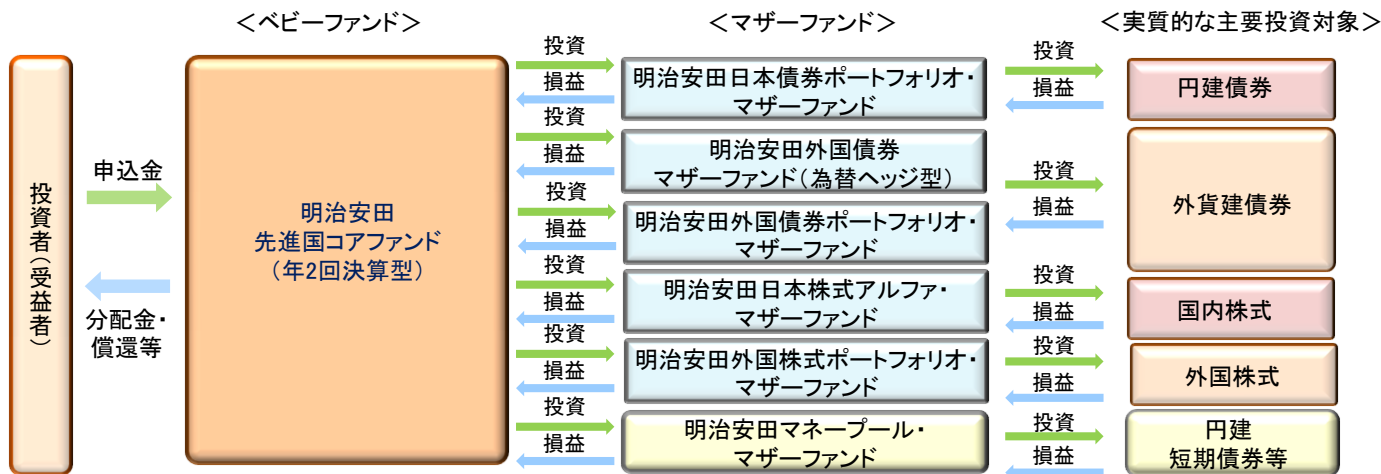 <ベビーファンド>
<マザーファンド>
<実質的な主要投資対象>
投資者(受益者)
申込金
分配金・
償還等
明治安田
先進国コアファンド
(年2回決算型)
投資
損益
明治安田日本債券ポートフォリオ・
マザーファンド
投資
損益
円建債券
投資
損益
明治安田外国債券
マザーファンド(為替ヘッジ型)
投資
損益
外貨建債券
投資
損益
明治安田外国債券ポートフォリオ・
マザーファンド
投資
損益
明治安田日本株式アルファ・
マザーファンド
投資
損益
国内株式
投資
損益
明治安田外国株式ポートフォリオ・
マザーファンド
投資
損益
外国株式
投資
損益
明治安田マネープール・
マザーファンド
投資
損益
円建
短期債券等